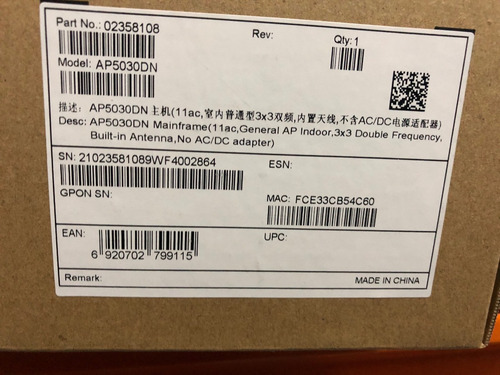 Part No.: 02358108
Rev:
Qty: 1
Model: AP5030DN
描述: AP5030DN 主机(11ac,室内普通型3x3双频,内置天线,不含AC/DC电源适配器)
Desc: AP5030DN Mainframe(11ac,General AP Indoor,3x3 Double Frequency,
Built-in Antenna,No AC/DC adapter)
SN: 21023581089WF4002864
ESN:
GPON SN:
MAC: FCE33CB54C60
EAN:
6 920702 799115
UPC:
Remark:
MADE IN CHINA